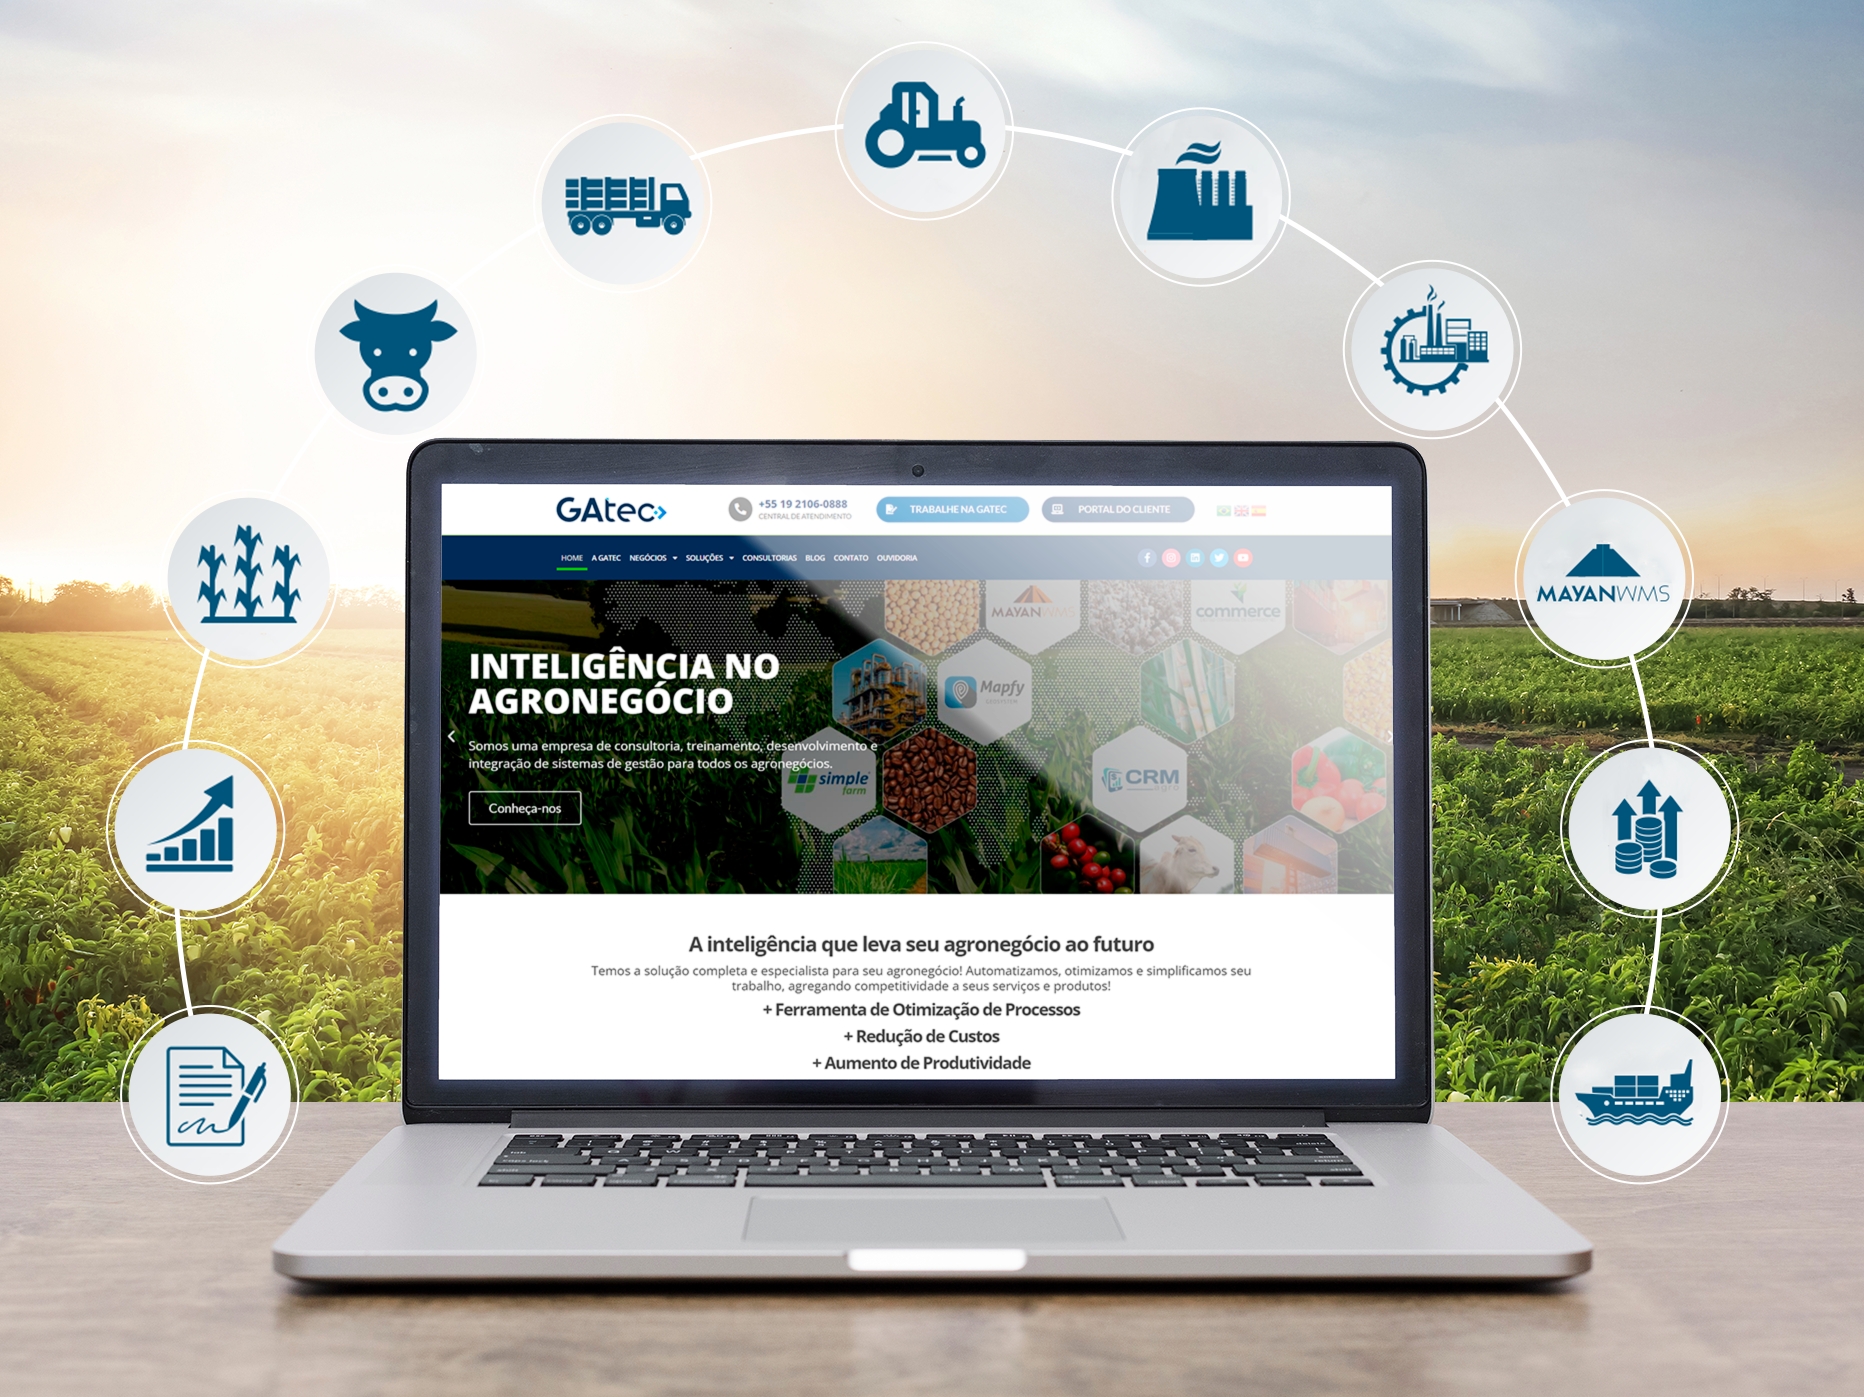 GAtec
+55 19 2106-0888
CENTRAL DE ATENDIMENTO
TRABALHE NA GATEC
PORTAL DO CLIENTE
HOME A GATEC NEGÓCIOS SOLUÇÕES CONSULTORIAS BLOG CONTATO OUVIDORIA
MAYANWMS
commerce
INTELIGÊNCIA NO
AGRONEGÓCIO
Mapfy
Somos uma empresa de consultoria, treinamento, desenvolvimento e
integração de sistemas de gestão para todos os agronegócios.
simple
farm
CRM
agro
Conheça-nos
A inteligência que leva seu agronegócio ao futuro
Temos a solução completa e especialista para seu agronegócio! Automatizamos, otimizamos e simplificamos seu
trabalho, agregando competitividade a seus serviços e produtos!
+ Ferramenta de Otimização de Processos
+ Redução de Custos
+ Aumento de Produtividade
MAYANWMS